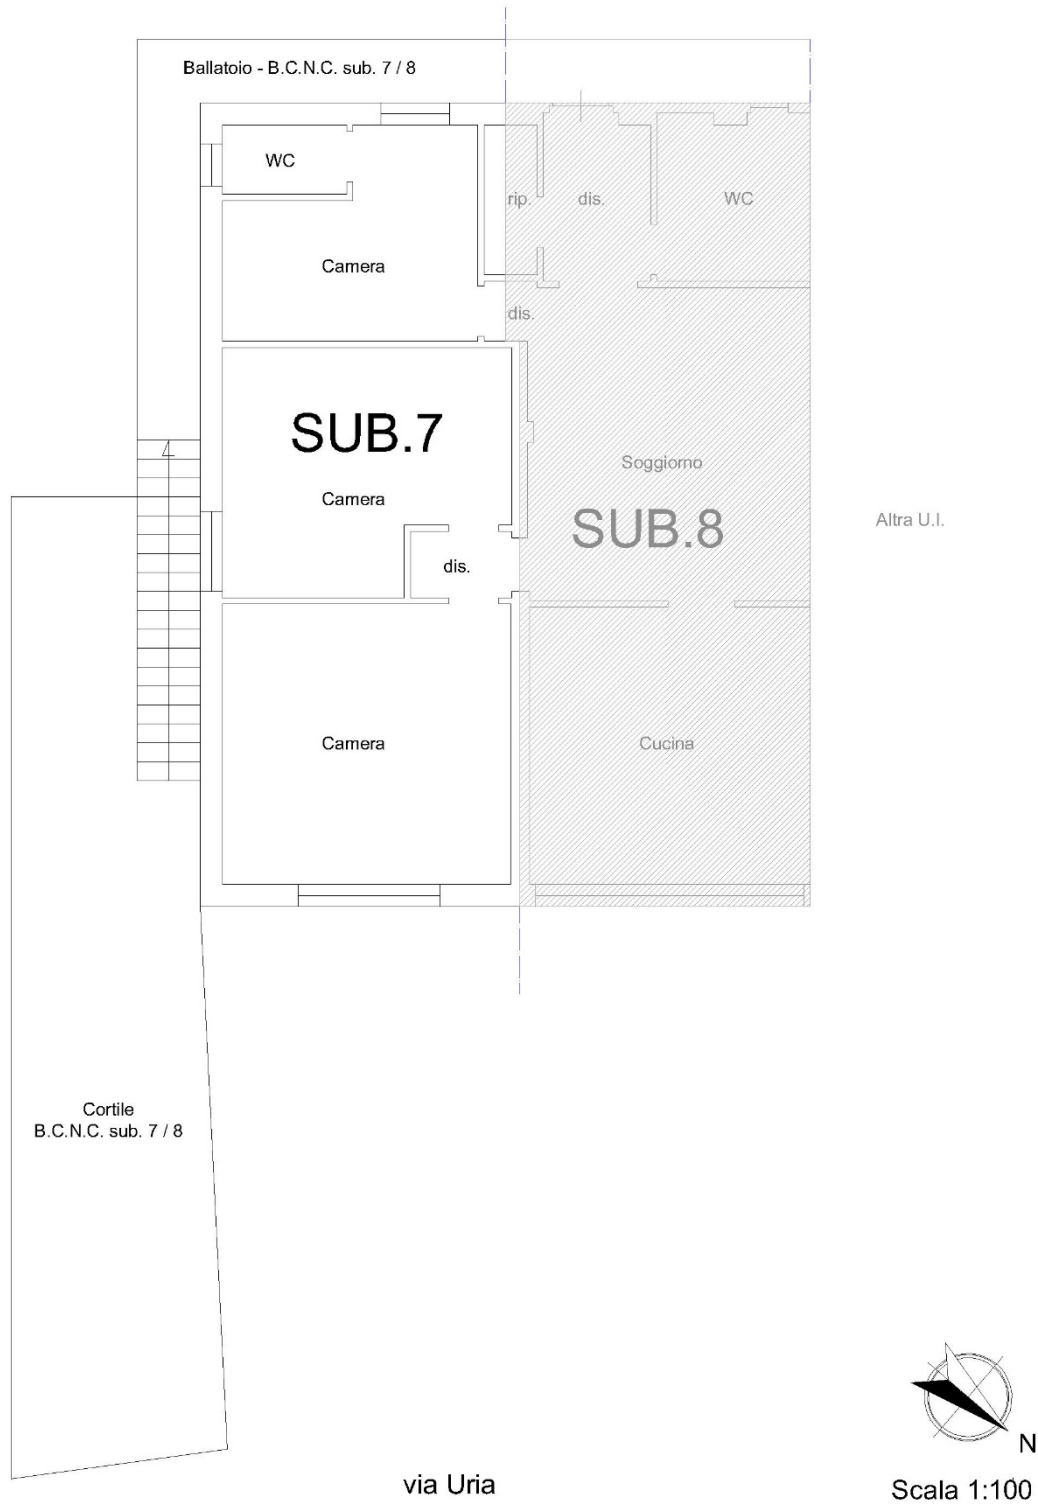 Ballatoio - B.C.N.C. sub. 7 / 8
WC
rip.
dis.
WC
Camera
dis.
SUB.7
Camera
Soggiorno
SUB.8
Altra U.I.
dis.
Camera
Cucina
Cortile
B.C.N.C. sub. 7 / 8
N
via Uria
Scala 1:100